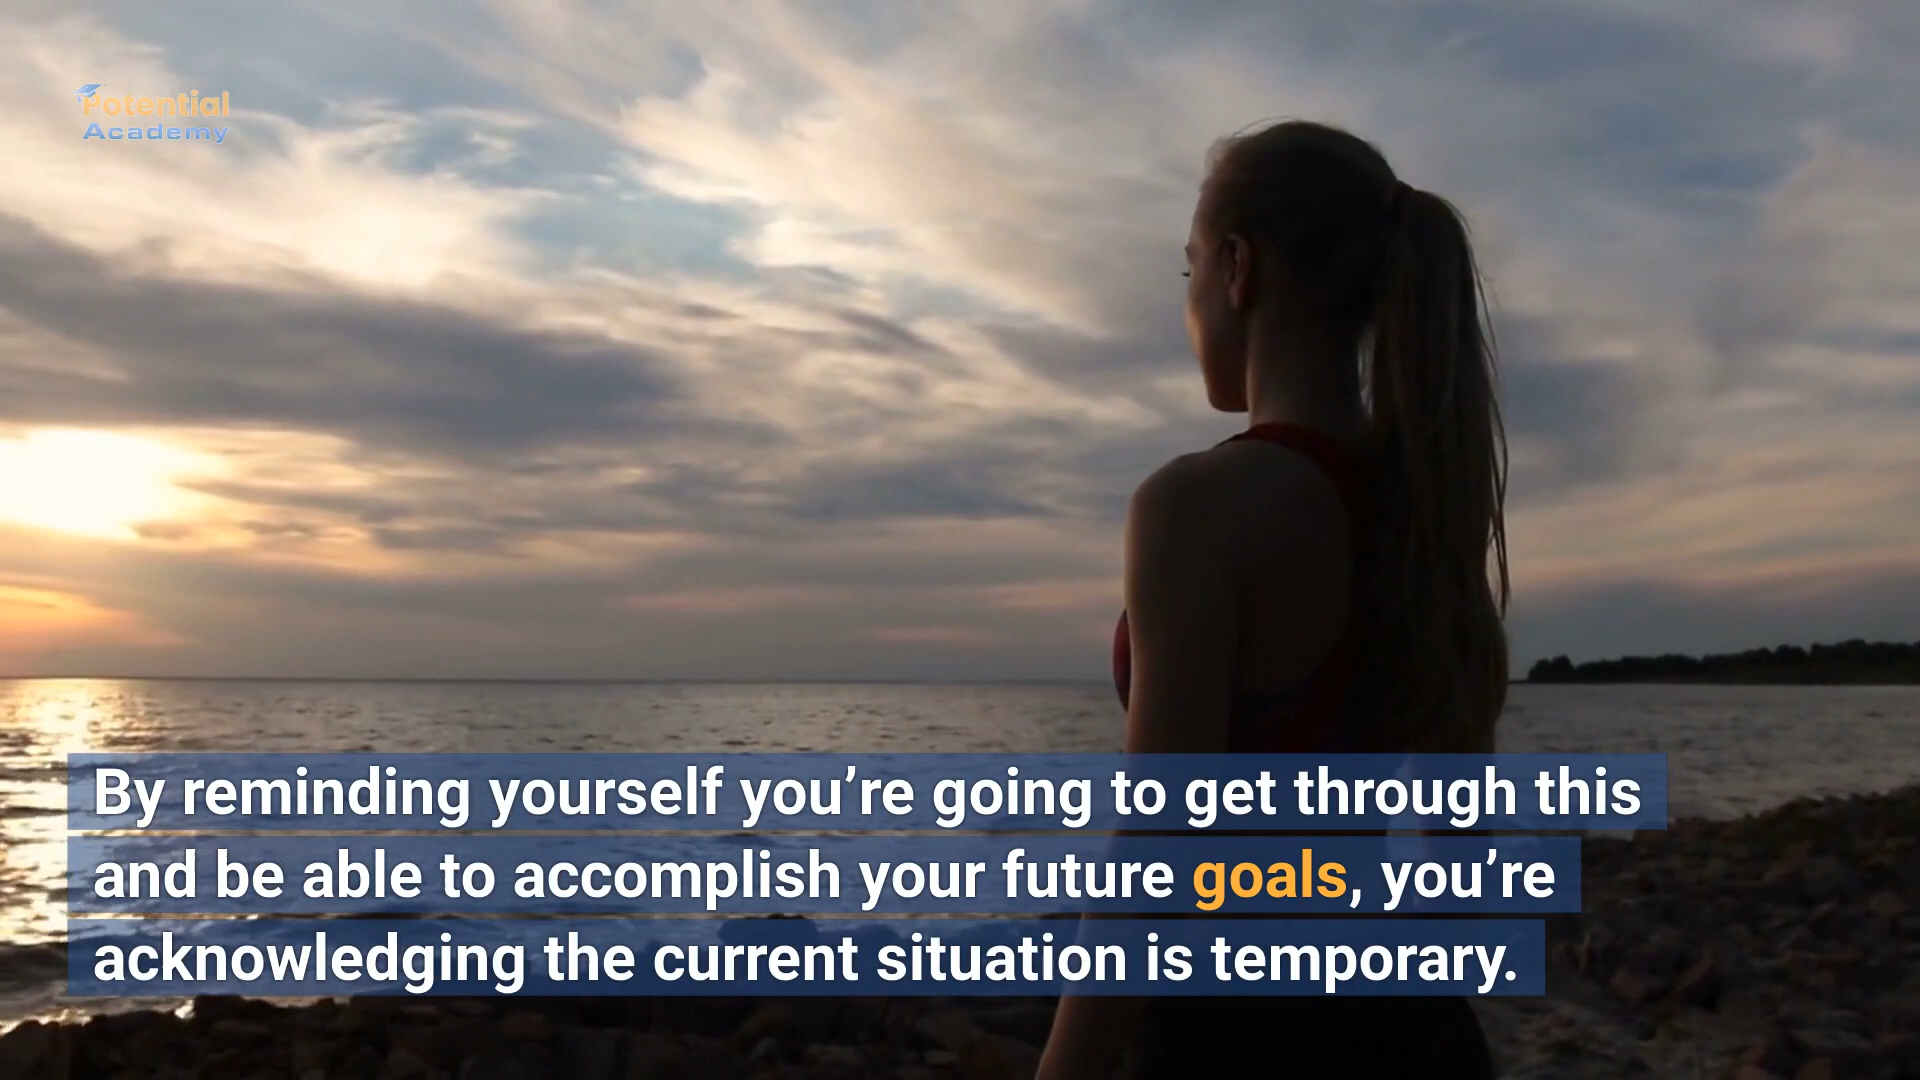 Potential
Academy
By reminding yourself you’re going to get through this
and be able to accomplish your future goals, you’re
acknowledging the current situation is temporary.